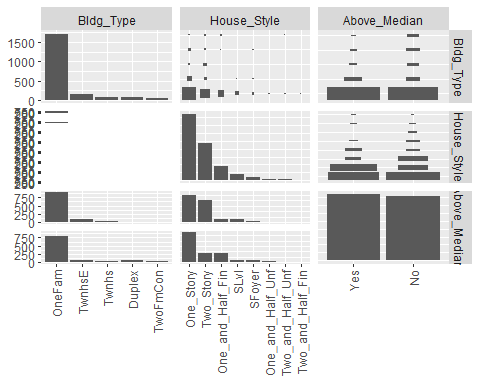 Bldg_Type House_Style Above_Median
1500
1000
500
0
Bldg_Type
House_Style
750
500
250
0
Above_Median
750
500
250
0
OneFam
TwnhsE
Twnhs
Duplex
TwoFmCon
One_Story
Two_Story
One_and_Half_Fin
SLvl
SFoyer
One_and_Half_Unf
Two_and_Half_Unf
Two_and_Half_Fin
Yes
No